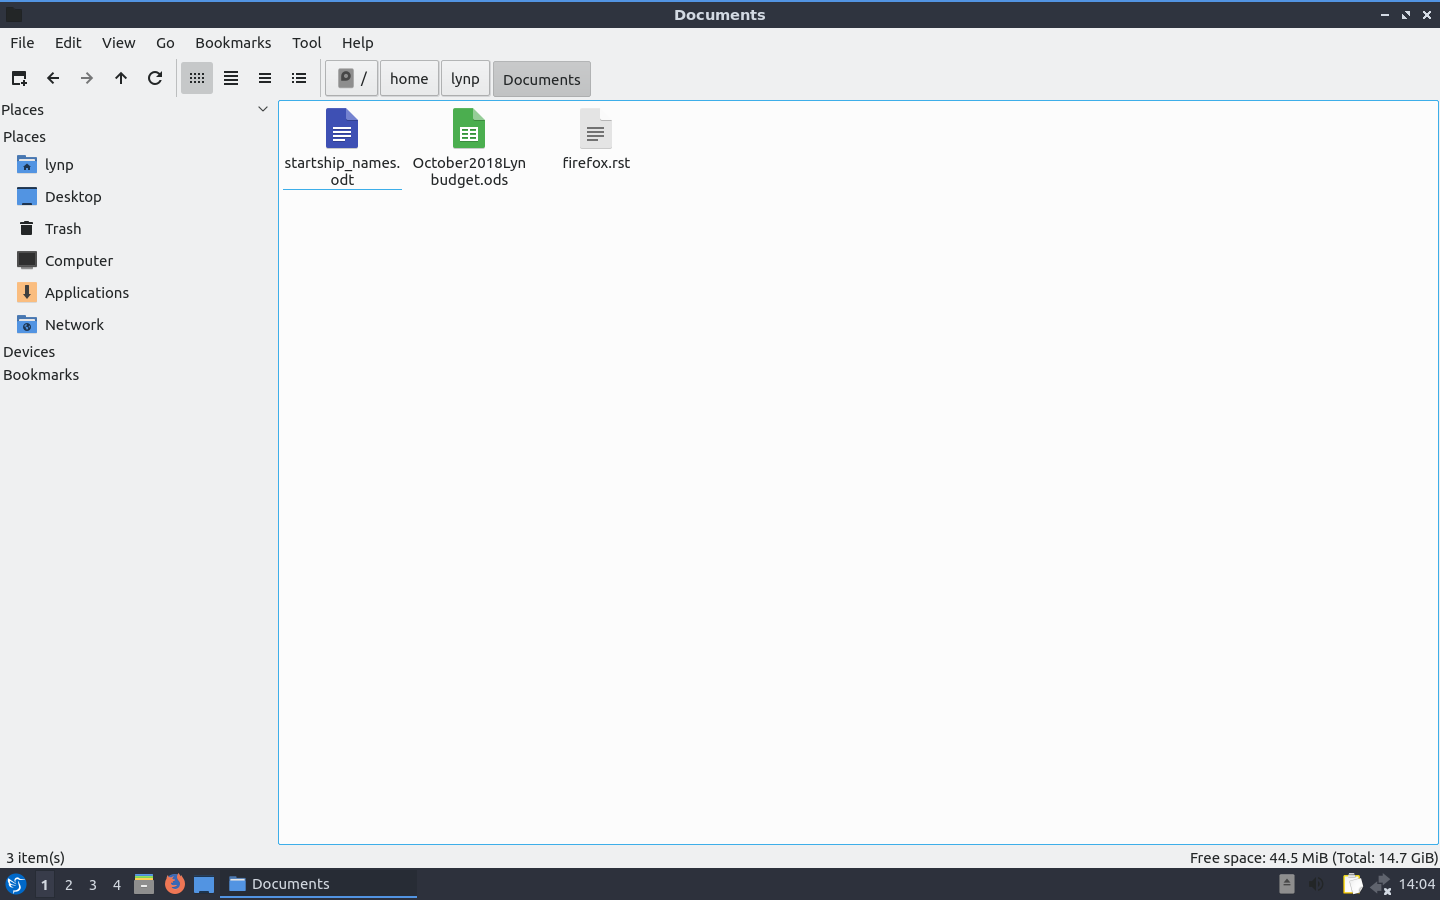 Documents
File Edit View Go Bookmarks Tool Help
/ home lynp Documents
Places
Places
lynp
Desktop
Trash
Computer
Applications
Network
Devices
Bookmarks
startship_names.
odt
October2018Lyn
budget.ods
firefox.rst
3 item(s)
Free space: 44.5 MiB (Total: 14.7 GiB)
1 2 3 4 Documents 14:04